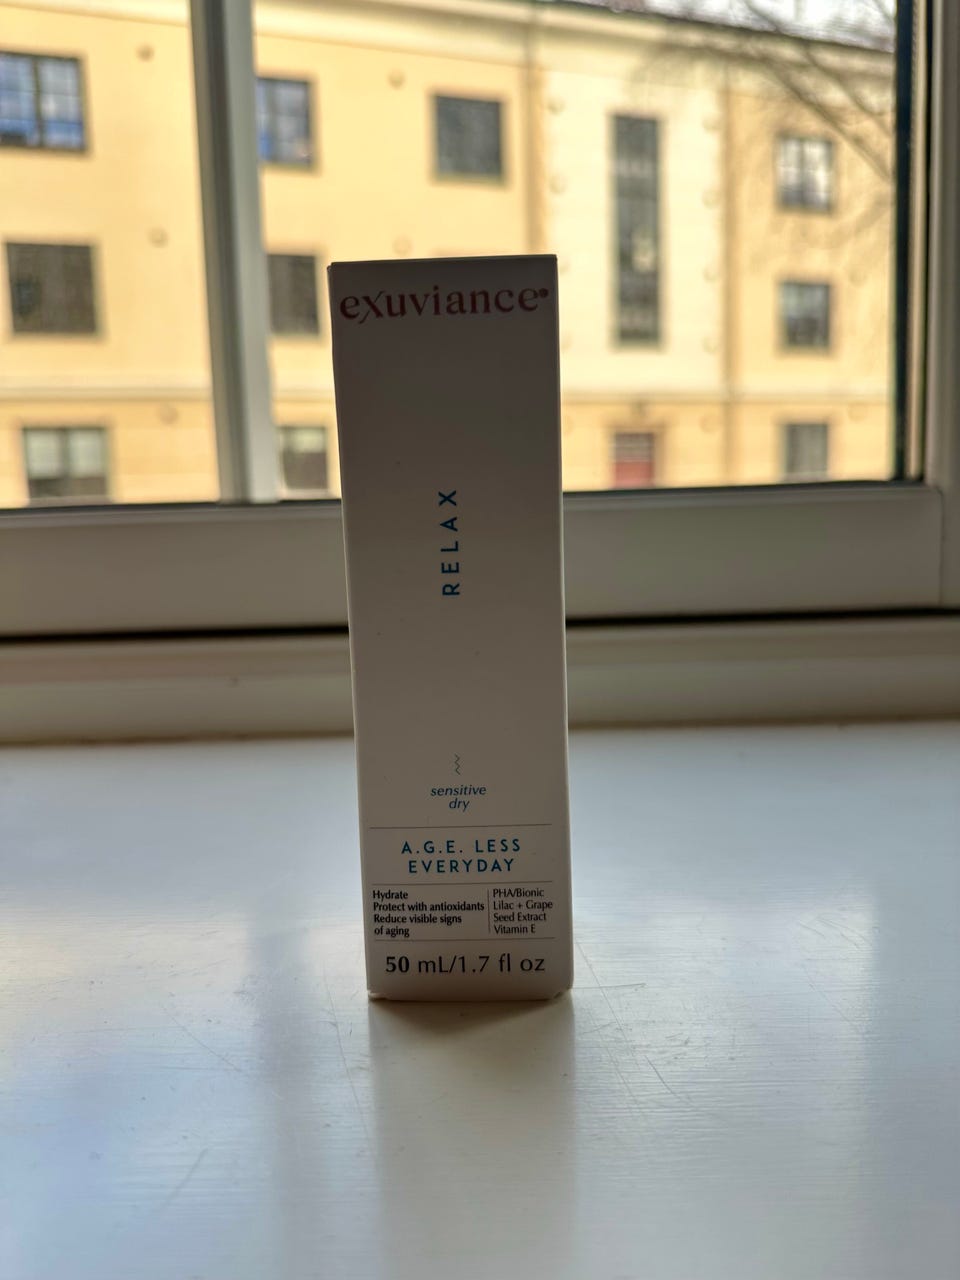 exuviance®
RELAX
sensitive
dry
A.G.E. LESS
EVERYDAY
Hydrate
Protect with antioxidants
Reduce visible signs
of aging
PHA/Bionic
Lilac + Grape
Seed Extract
Vitamin E
50 mL/1.7 fl oz